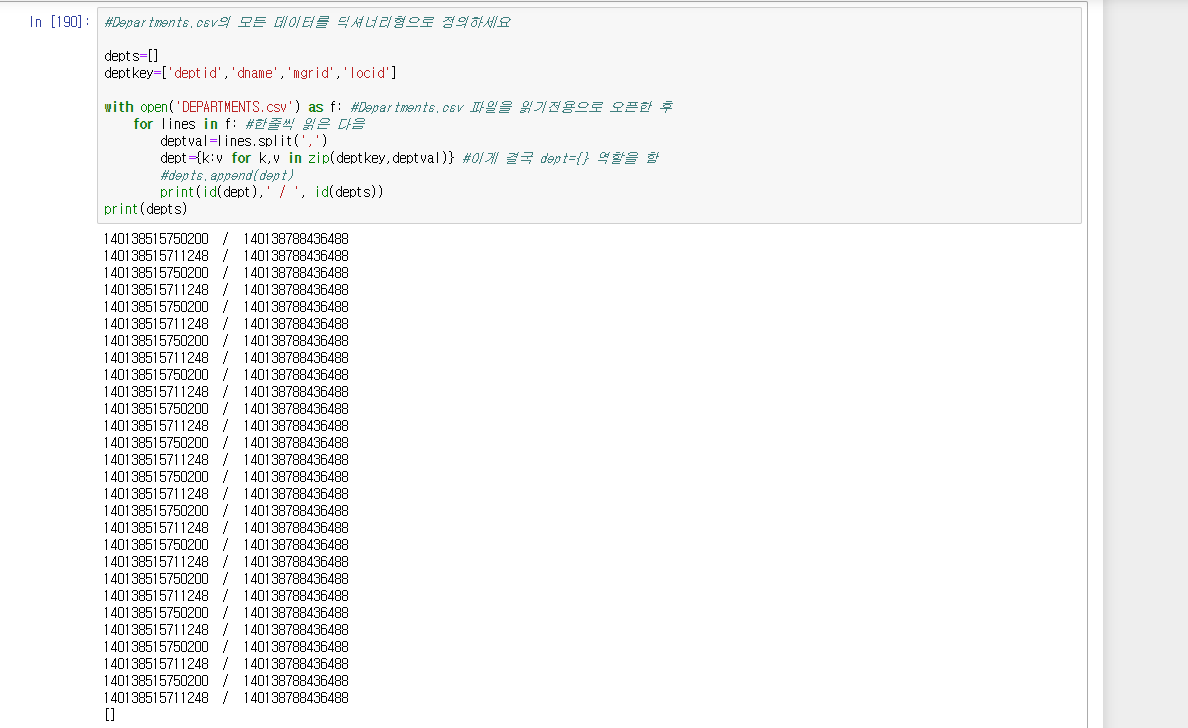 In [190]: #Departments.csv의 모든 데이터를 딕셔너리형으로 정의하세요
depts=[]
deptkey=['deptid','dname','mgrid','locid']
with open('DEPARTMENTS.csv') as f: #Departments.csv 파일을 읽기전용으로 오픈한 후
for lines in f: #한줄씩 읽은 다음
deptval=lines.split(',')
dept={k:v for k,v in zip(deptkey,deptval)} #이게 결국 dept={} 역할을 함
#depts.append(dept)
print(id(dept),' / ', id(depts))
print(depts)
140138515750200 / 140138788436488
140138515711248 / 140138788436488
140138515750200 / 140138788436488
140138515711248 / 140138788436488
140138515750200 / 140138788436488
140138515711248 / 140138788436488
140138515750200 / 140138788436488
140138515711248 / 140138788436488
140138515750200 / 140138788436488
140138515711248 / 140138788436488
140138515750200 / 140138788436488
140138515711248 / 140138788436488
140138515750200 / 140138788436488
140138515711248 / 140138788436488
140138515750200 / 140138788436488
140138515711248 / 140138788436488
140138515750200 / 140138788436488
140138515711248 / 140138788436488
140138515750200 / 140138788436488
140138515711248 / 140138788436488
140138515750200 / 140138788436488
140138515711248 / 140138788436488
140138515750200 / 140138788436488
140138515711248 / 140138788436488
140138515750200 / 140138788436488
140138515711248 / 140138788436488
140138515750200 / 140138788436488
140138515711248 / 140138788436488
[]